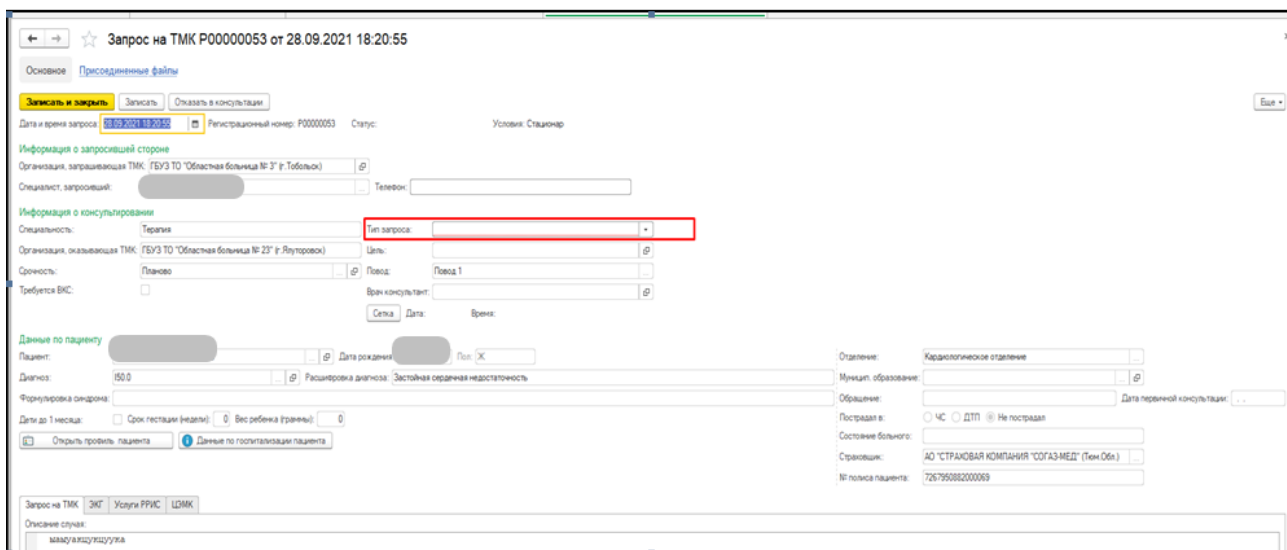 Запрос на ТМК Р00000053 от 28.09.2021 18:20:55
Основное Присоединенные файлы
Записать и закрыть Записать Отказать в консультации Еще
Дата и время запроса: 28.09.2021 18:20:55 Регистрационный номер: Р00000053 Статус: Условия: Стационар
Информация о запросившей стороне
Организация, запрашивающая ТМК: ГБУЗ ТО "Областная больница № 3" (г.Тобольск)
Специалист, запросивший: Телефон:
Информация о консультировании
Специальность: Терапия Тип запроса:
Организация, оказывающая ТМК: ГБУЗ ТО "Областная больница № 23" (г.Ялуторовск) Цель:
Срочность: Планово Повод: Повод 1
Требуется ВКС: Врач консультант:
Сетка Дата: Время:
Данные по пациенту
Пациент: Дата рождения Пол: Ж Отделение: Кардиологическое отделение
Диагноз: I50.0 Расшифровка диагноза: Застойная сердечная недостаточность Муницип. образование:
Формулировка синдрома: Обращение: Дата первичной консультации: . .
Дети до 1 месяца: Срок гестации (недели): 0 Вес ребенка (граммы): 0 Пострадал в: ЧС ДТП Не пострадал
Открыть профиль пациента Данные по госпитализации пациента Состояние больного:
Страховщик: АО "СТРАХОВАЯ КОМПАНИЯ "СОГАЗ-МЕД" (Тюм.Обл.)
№ полиса пациента: 7267950882000069
Запрос на ТМК ЭКГ Услуги РРИС ЦЭМК
Описание случая: